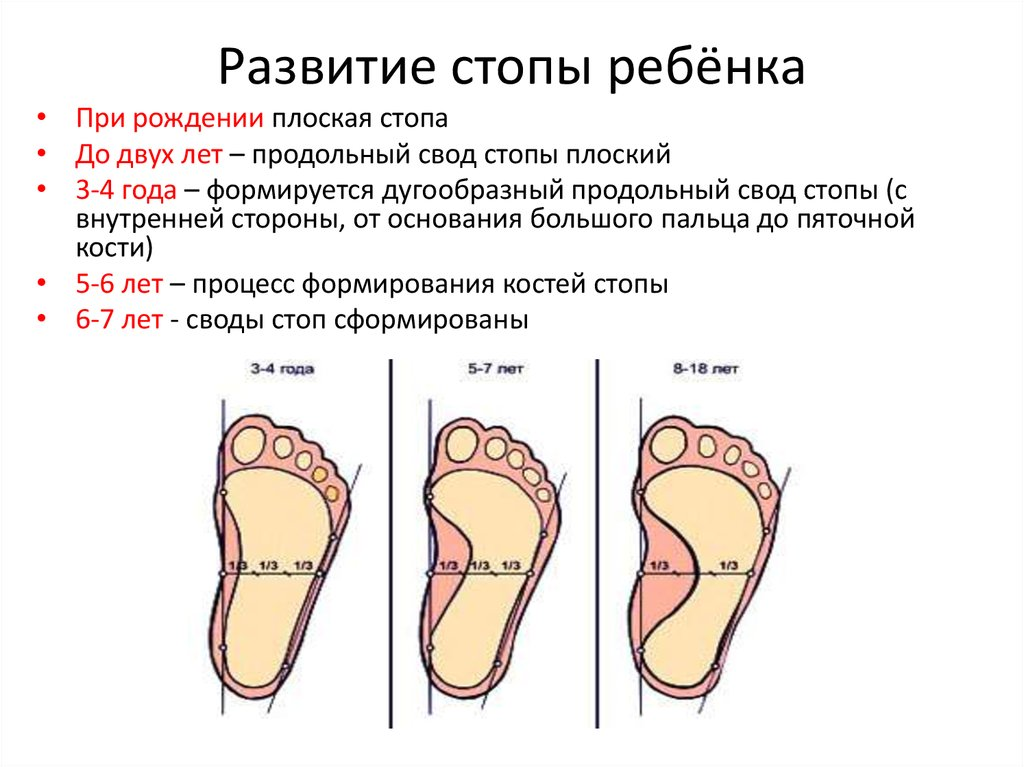 Развитие стопы ребёнка
• При рождении плоская стопа
• До двух лет – продольный свод стопы плоский
• 3-4 года – формируется дугообразный продольный свод стопы (с
внутренней стороны, от основания большого пальца до пяточной
кости)
• 5-6 лет – процесс формирования костей стопы
• 6-7 лет - своды стоп сформированы
3-4 года 5-7 лет 8-18 лет
1/3 1/3 1/3 1/3 1/3 1/3 1/3 1/3